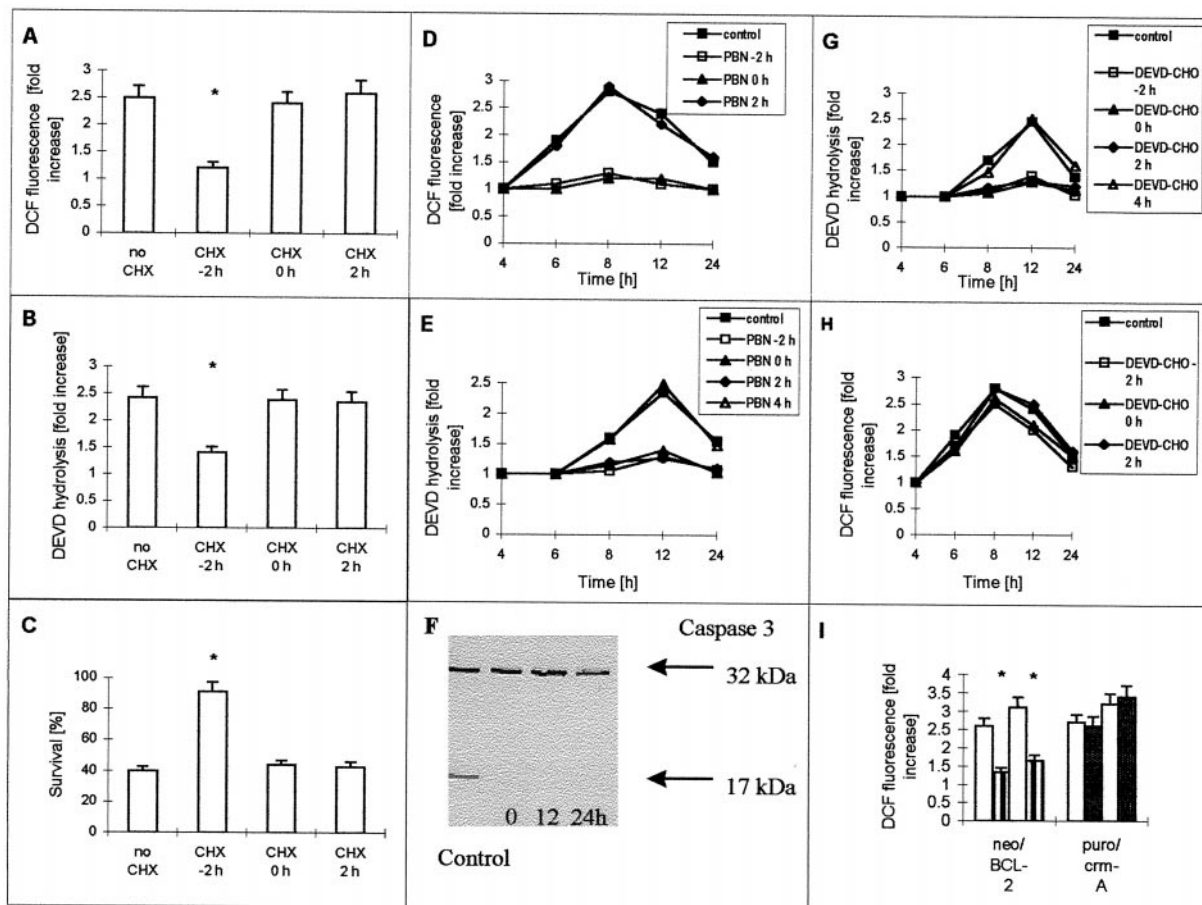 A
DCF fluorescence [fold
increase]
3
2.5
2
1.5
1
0.5
0
*
no
CHX
CHX
-2 h
CHX
0 h
CHX
2 h
B
DEVD hydrolysis [fold increase]
3
2.5
2
1.5
1
0.5
0
*
no
CHX
CHX
-2h
CHX
0 h
CHX
2 h
C
Survival [%]
100
80
60
40
20
0
*
no
CHX
CHX
-2h
CHX
0 h
CHX
2 h
D
control
PBN -2 h
PBN 0 h
PBN 2 h
DCF fluorescence
[fold increase]
3
2.5
2
1.5
1
0.5
0
4
6
8
12
24
Time [h]
E
control
PBN -2 h
PBN 0 h
PBN 2 h
PBN 4 h
DEVD hydrolysis [fold
increase]
2.5
2
1.5
1
0.5
0
4
6
8
12
24
Time [h]
F
Caspase 3
32 kDa
17 kDa
0 12 24h
Control
G
control
DEVD-CHO
-2 h
DEVD-CHO
0 h
DEVD-CHO
2 h
DEVD-CHO
4 h
DEVD hydrolysis [fold
increase]
3
2.5
2
1.5
1
0.5
0
4
6
8
12
24
Time [h]
H
control
DEVD-CHO -
2 h
DEVD-CHO
0 h
DEVD-CHO
2 h
DCF fluorescence [fold
increase]
3
2.5
2
1.5
1
0.5
0
4
6
8
12
24
Time [h]
I
DCF fluorescence [fold
increase]
4
3.5
3
2.5
2
1.5
1
0.5
0
*
*
neo/
BCL-
2
puro/
crm-
A